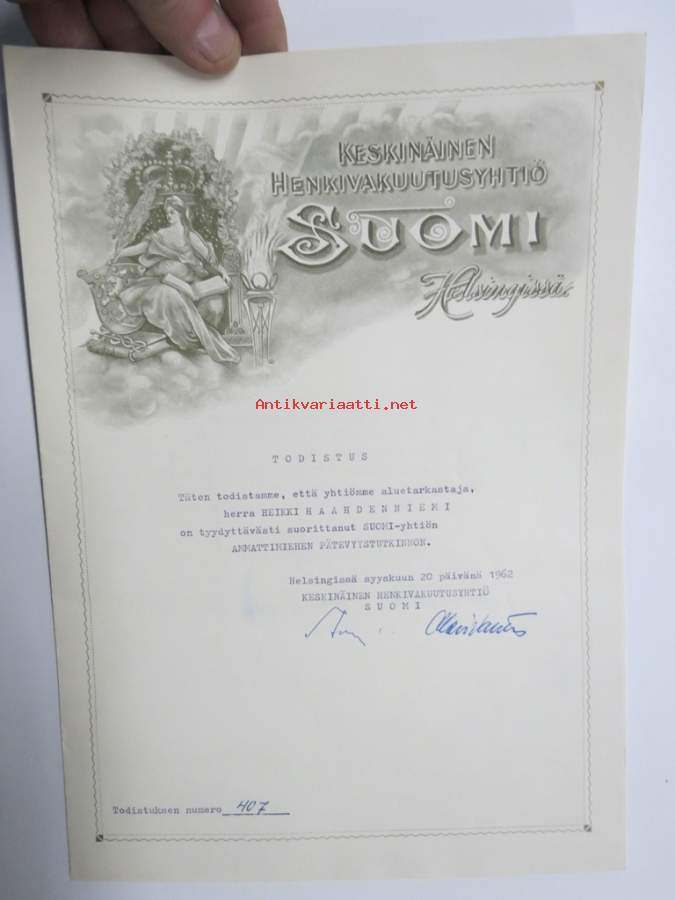 KESKINÄINEN
HENKIVAKUUTUSYHTIÖ
SUOMI
Helsingissä.
Antikvariaatti.net
TODISTUS
Täten todistamme, että yhtiömme aluetarkastaja,
herra HEIKKI HAAHDENNIEMI
on tyydyttävästi suorittanut SUOMI-yhtiön
AMMATTIMIEHEN PÄTEVYYSTUTKINNON.
Helsingissä syyskuun 20 päivänä 1962
KESKINÄINEN HENKIVAKUUTUSYHTIÖ
SUOMI
Todistuksen numero 407